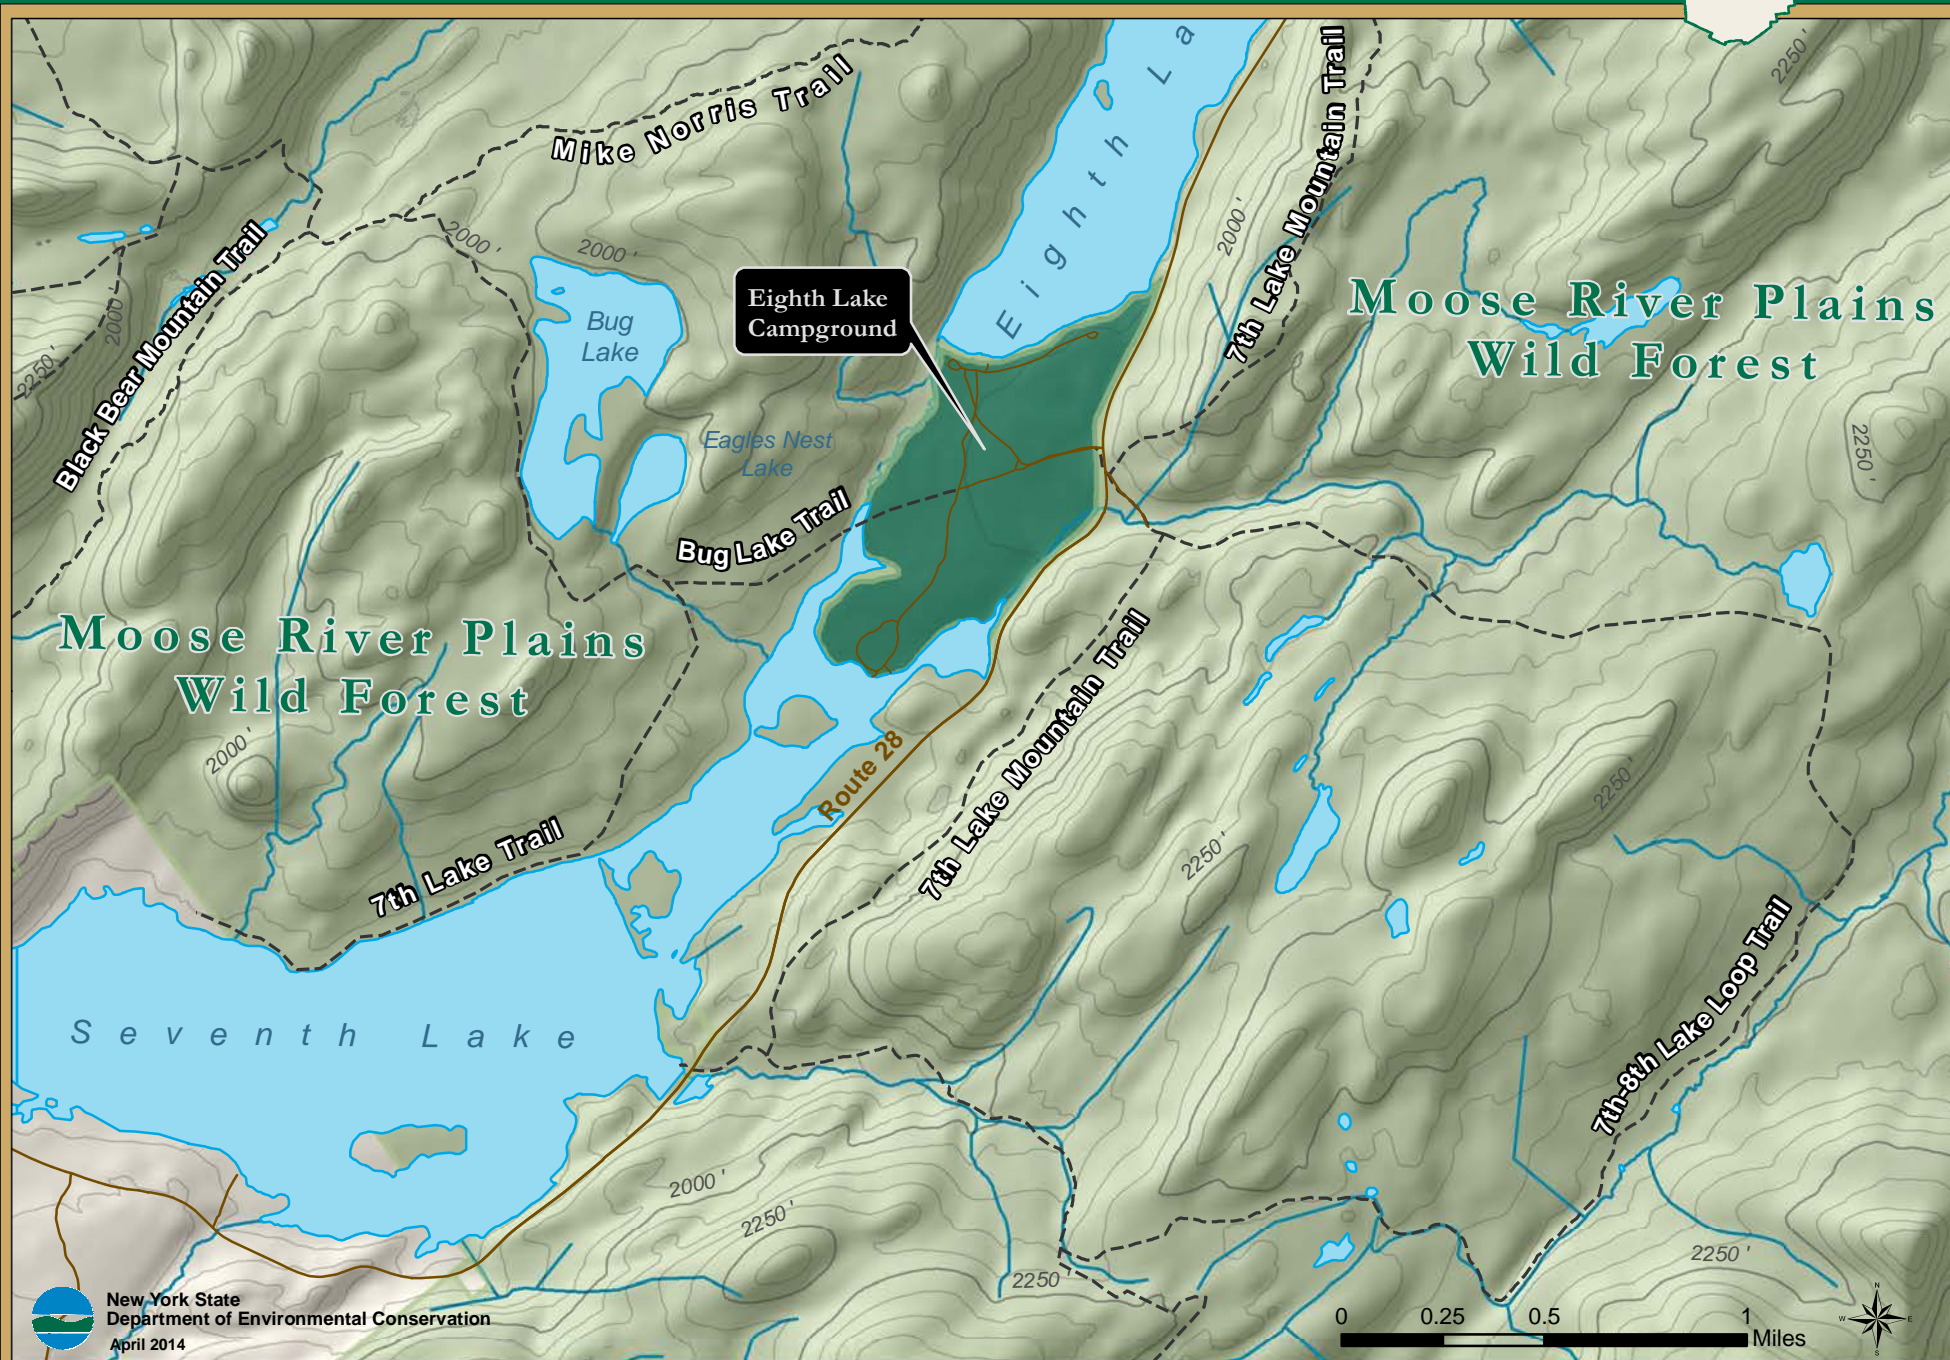 2250 '
Eighth La
Mike Norris Trail
7th Lake Mountain Trail
2000 '
2000 '
2000 '
2000 '
2250 '
Black Bear Mountain Trail
Bug
Lake
Eighth Lake
Campground
Moose River Plains
Wild Forest
Eagles Nest
Lake
2250 '
Bug Lake Trail
Moose River Plains
Wild Forest
2000 '
Route 28
7th Lake Mountain Trail
2250 '
2250 '
7th Lake Trail
7th-8th Lake Loop Trail
Seventh Lake
2000 '
2250 '
2250 '
2250
New York State
Department of Environmental Conservation
April 2014
0 0.25 0.5 1
Miles
N
W E
S